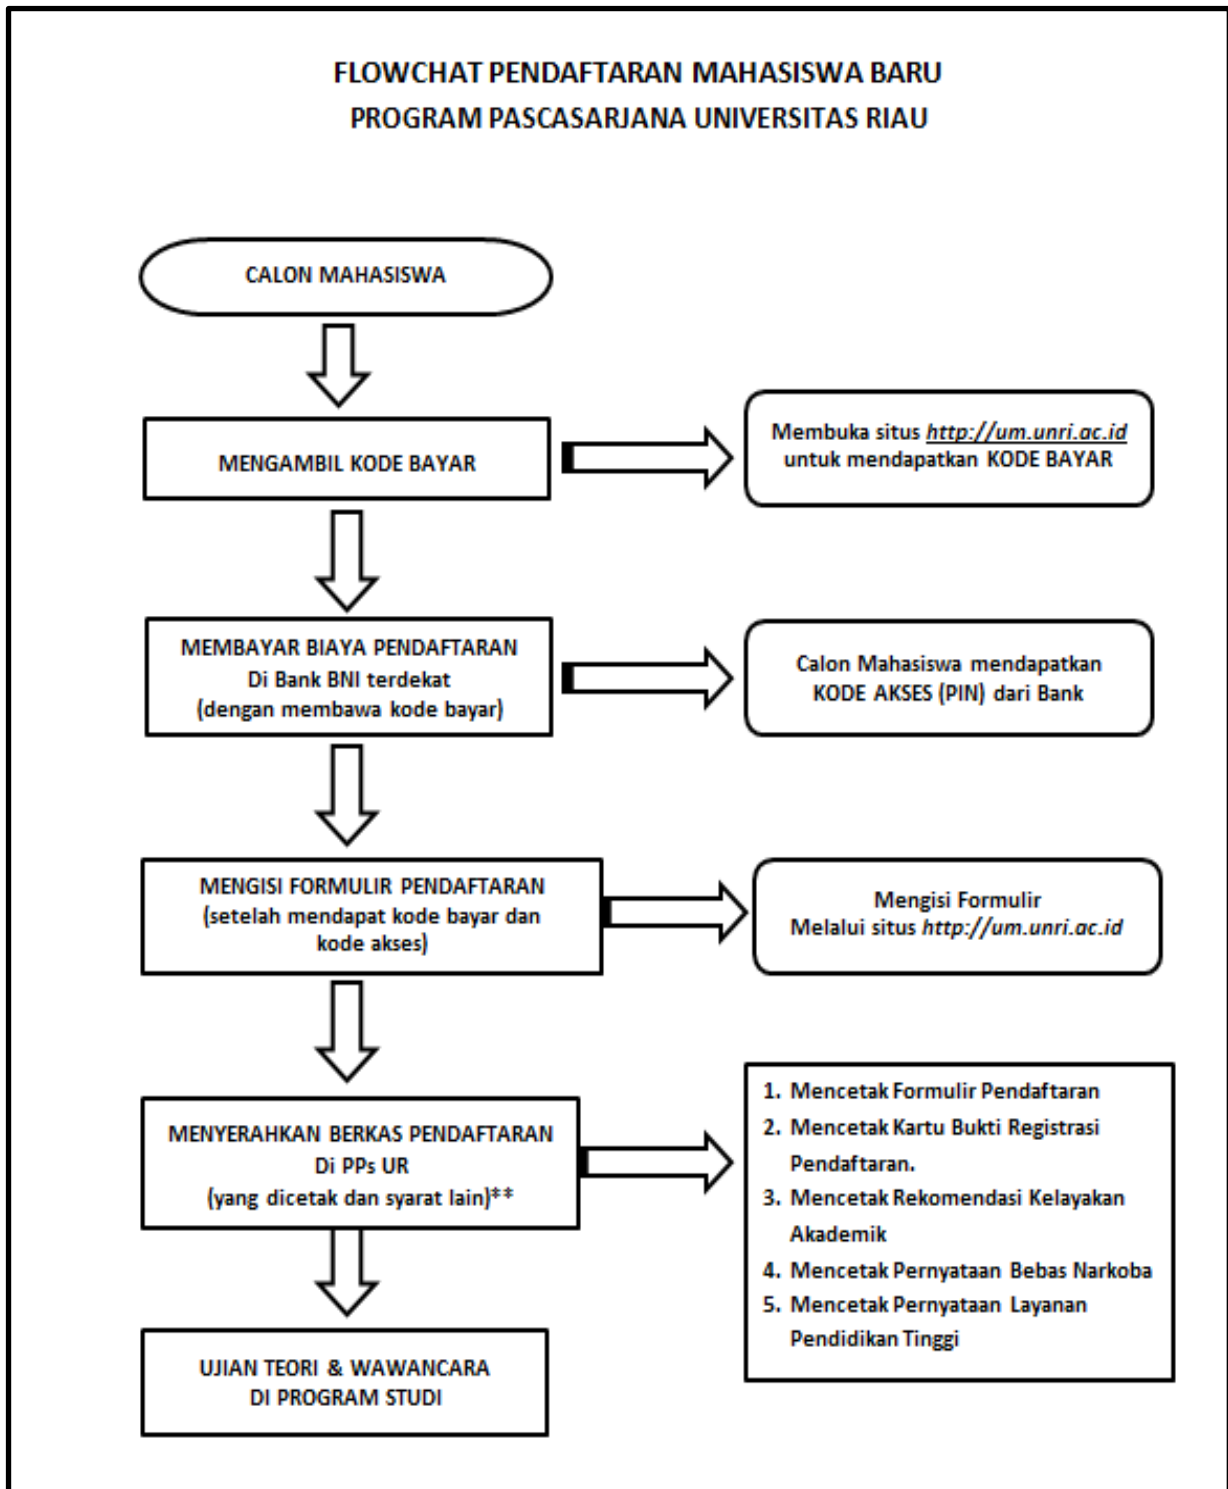 FLOWCHAT PENDAFTARAN MAHASISWA BARU
PROGRAM PASCASARJANA UNIVERSITAS RIAU
CALON MAHASISWA
MENGAMBIL KODE BAYAR
Membuka situs http://um.unri.ac.id
untuk mendapatkan KODE BAYAR
MEMBAYAR BIAYA PENDAFTARAN
Di Bank BNI terdekat
(dengan membawa kode bayar)
Calon Mahasiswa mendapatkan
KODE AKSES (PIN) dari Bank
MENGISI FORMULIR PENDAFTARAN
(setelah mendapat kode bayar dan
kode akses)
Mengisi Formulir
Melalui situs http://um.unri.ac.id
MENYERAHKAN BERKAS PENDAFTARAN
Di PPs UR
(yang dicetak dan syarat lain)**
1. Mencetak Formulir Pendaftaran
2. Mencetak Kartu Bukti Registrasi
Pendaftaran.
3. Mencetak Rekomendasi Kelayakan
Akademik
4. Mencetak Pernyataan Bebas Narkoba
5. Mencetak Pernyataan Layanan
Pendidikan Tinggi
UJIAN TEORI & WAWANCARA
DI PROGRAM STUDI